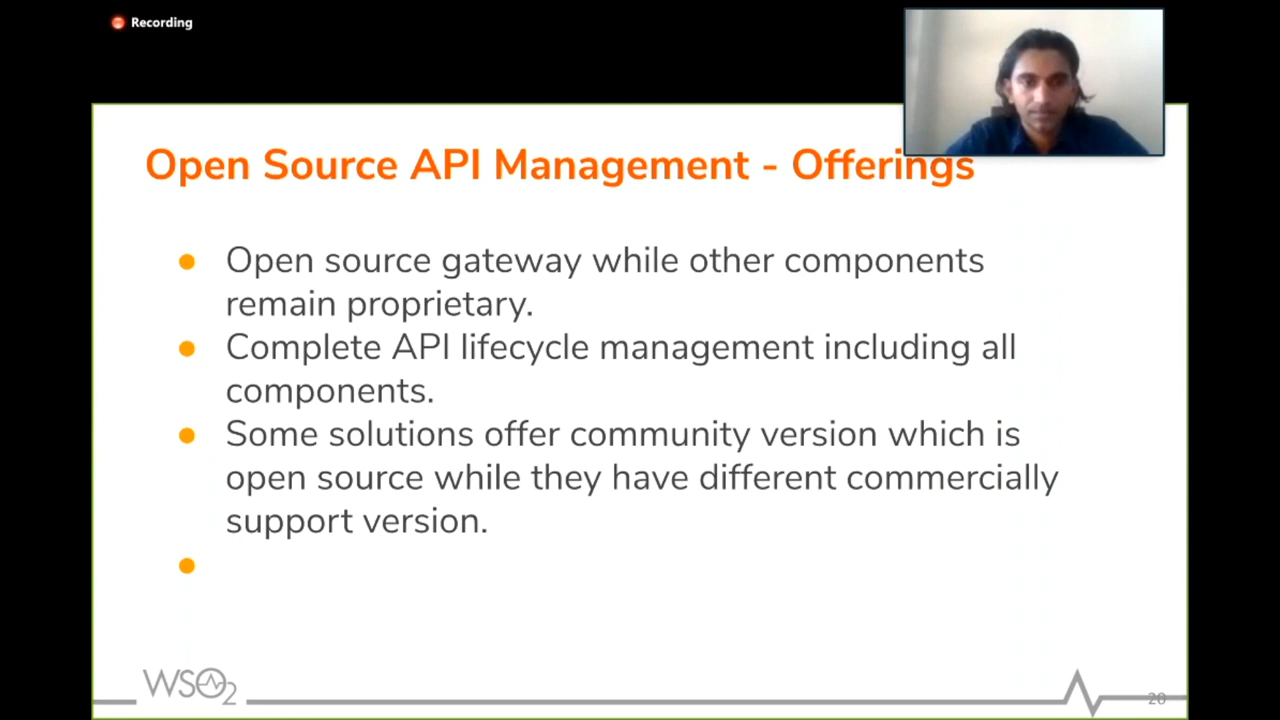 Recording
Open Source API Management - Offerings
● Open source gateway while other components
remain proprietary.
● Complete API lifecycle management including all
components.
● Some solutions offer community version which is
open source while they have different commercially
support version.
●
WSO2
20